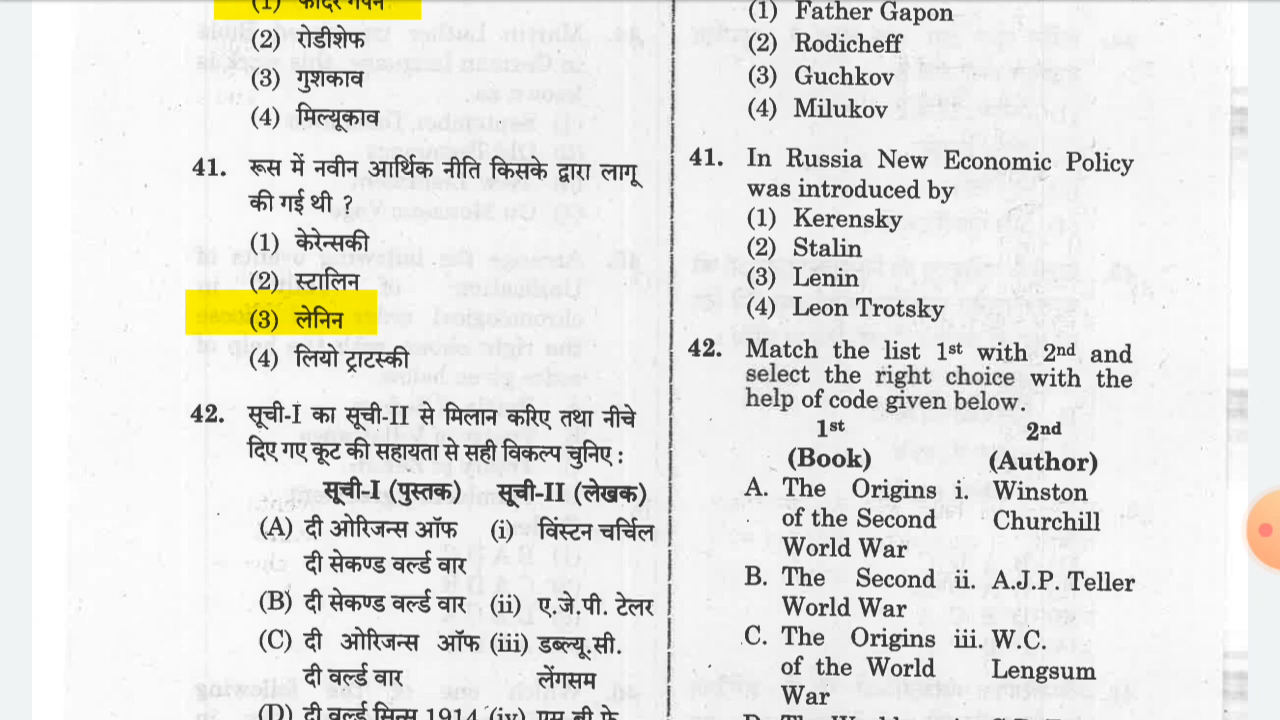 (2) रोडीशेफ
(3) गुशकाव
(4) मिल्यूकाव
41. रूस में नवीन आर्थिक नीति किसके द्वारा लागू
की गई थी ?
(1) केरेन्सकी
(2) स्टालिन
(3) लेनिन
(4) लियो ट्राटस्की
42. सूची-I का सूची-II से मिलान करिए तथा नीचे
दिए गए कूट की सहायता से सही विकल्प चुनिए :
सूची-I (पुस्तक) सूची-II (लेखक)
(A) दी ओरिजन्स ऑफ (i) विंस्टन चर्चिल
दी सेकण्ड वर्ल्ड वार
(B) दी सेकण्ड वर्ल्ड वार (ii) ए.जे.पी. टेलर
(C) दी ओरिजन्स ऑफ (iii) डब्ल्यू.सी.
दी वर्ल्ड वार लेंगसम
(1) Father Gapon
(2) Rodicheff
(3) Guchkov
(4) Milukov
41. In Russia New Economic Policy
was introduced by
(1) Kerensky
(2) Stalin
(3) Lenin
(4) Leon Trotsky
42. Match the list 1st with 2nd and
select the right choice with the
help of code given below.
1st 2nd
(Book) (Author)
A. The Origins i. Winston
of the Second Churchill
World War
B. The Second ii. A.J.P. Teller
World War
C. The Origins iii. W.C.
of the World Lengsum
War